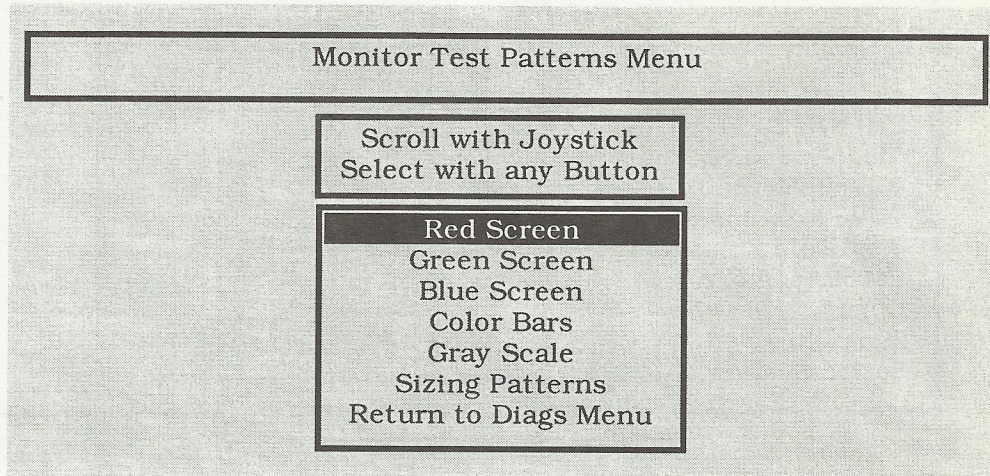 Monitor Test Patterns Menu
Scroll with Joystick
Select with any Button
Red Screen
Green Screen
Blue Screen
Color Bars
Gray Scale
Sizing Patterns
Return to Diags Menu